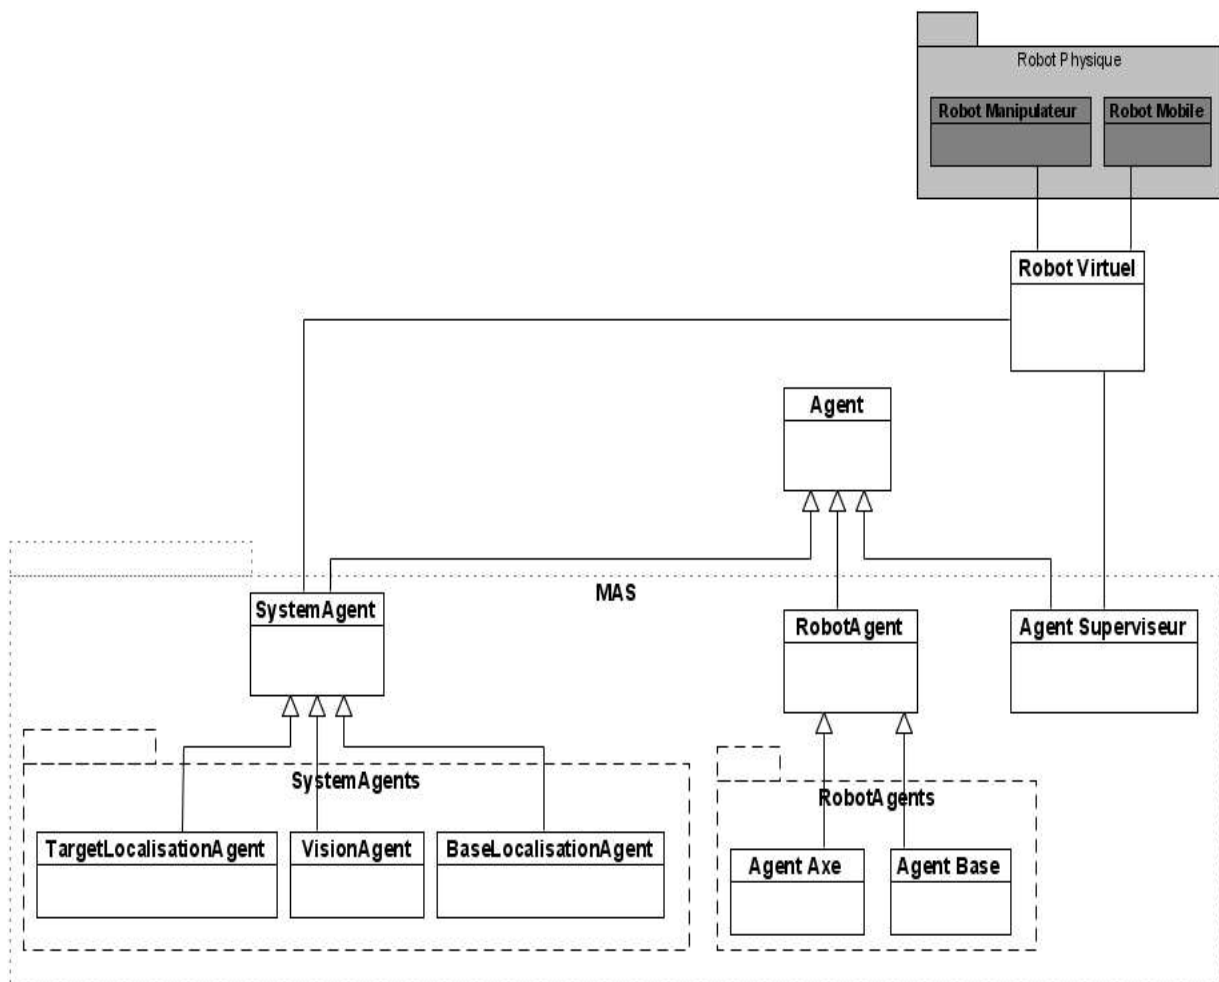 Robot Physique
Robot Manipulateur
Robot Mobile
Robot Virtuel
Agent
MAS
SystemAgent
RobotAgent
Agent Superviseur
SystemAgents
RobotAgents
TargetLocalisationAgent
VisionAgent
BaseLocalisationAgent
Agent Axe
Agent Base